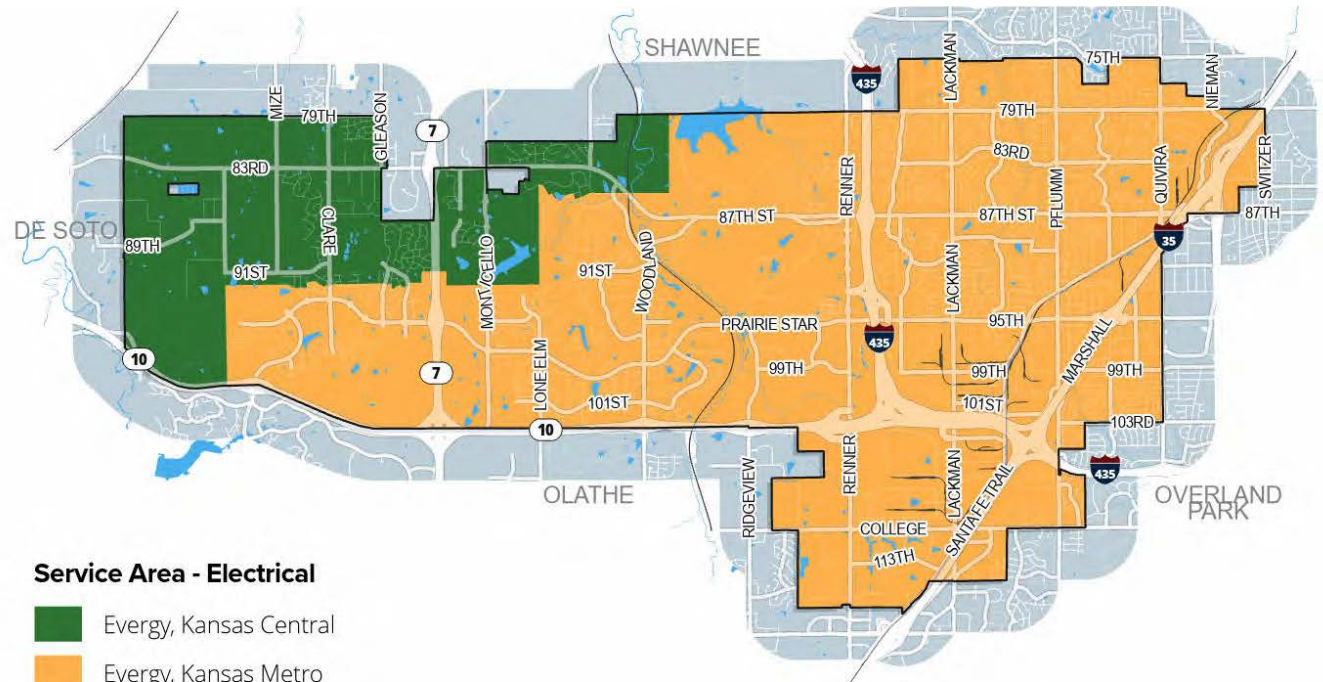 SHAWNEE
75TH
435
LACKMAN
NIEMAN
MIZE
79TH
GLEASON
7
79TH
83RD
83RD
RENNER
PFLUMM
QUIVIRA
SWITZER
CLARE
87TH ST
87TH ST
87TH
DE SOTO
89TH
35
91ST
MONTICELLO
91ST
WOODLAND
LACKMAN
PRAIRIE STAR
95TH
435
MARSHALL
10
7
99TH
99TH
99TH
LONE ELM
101ST
101ST
10
103RD
RIDGEVIEW
RENNER
LACKMAN
SANTA FE TRAIL
435
OLATHE
OVERLAND
PARK
COLLEGE
113TH
Service Area - Electrical
Evergy, Kansas Central
Evergy, Kansas Metro